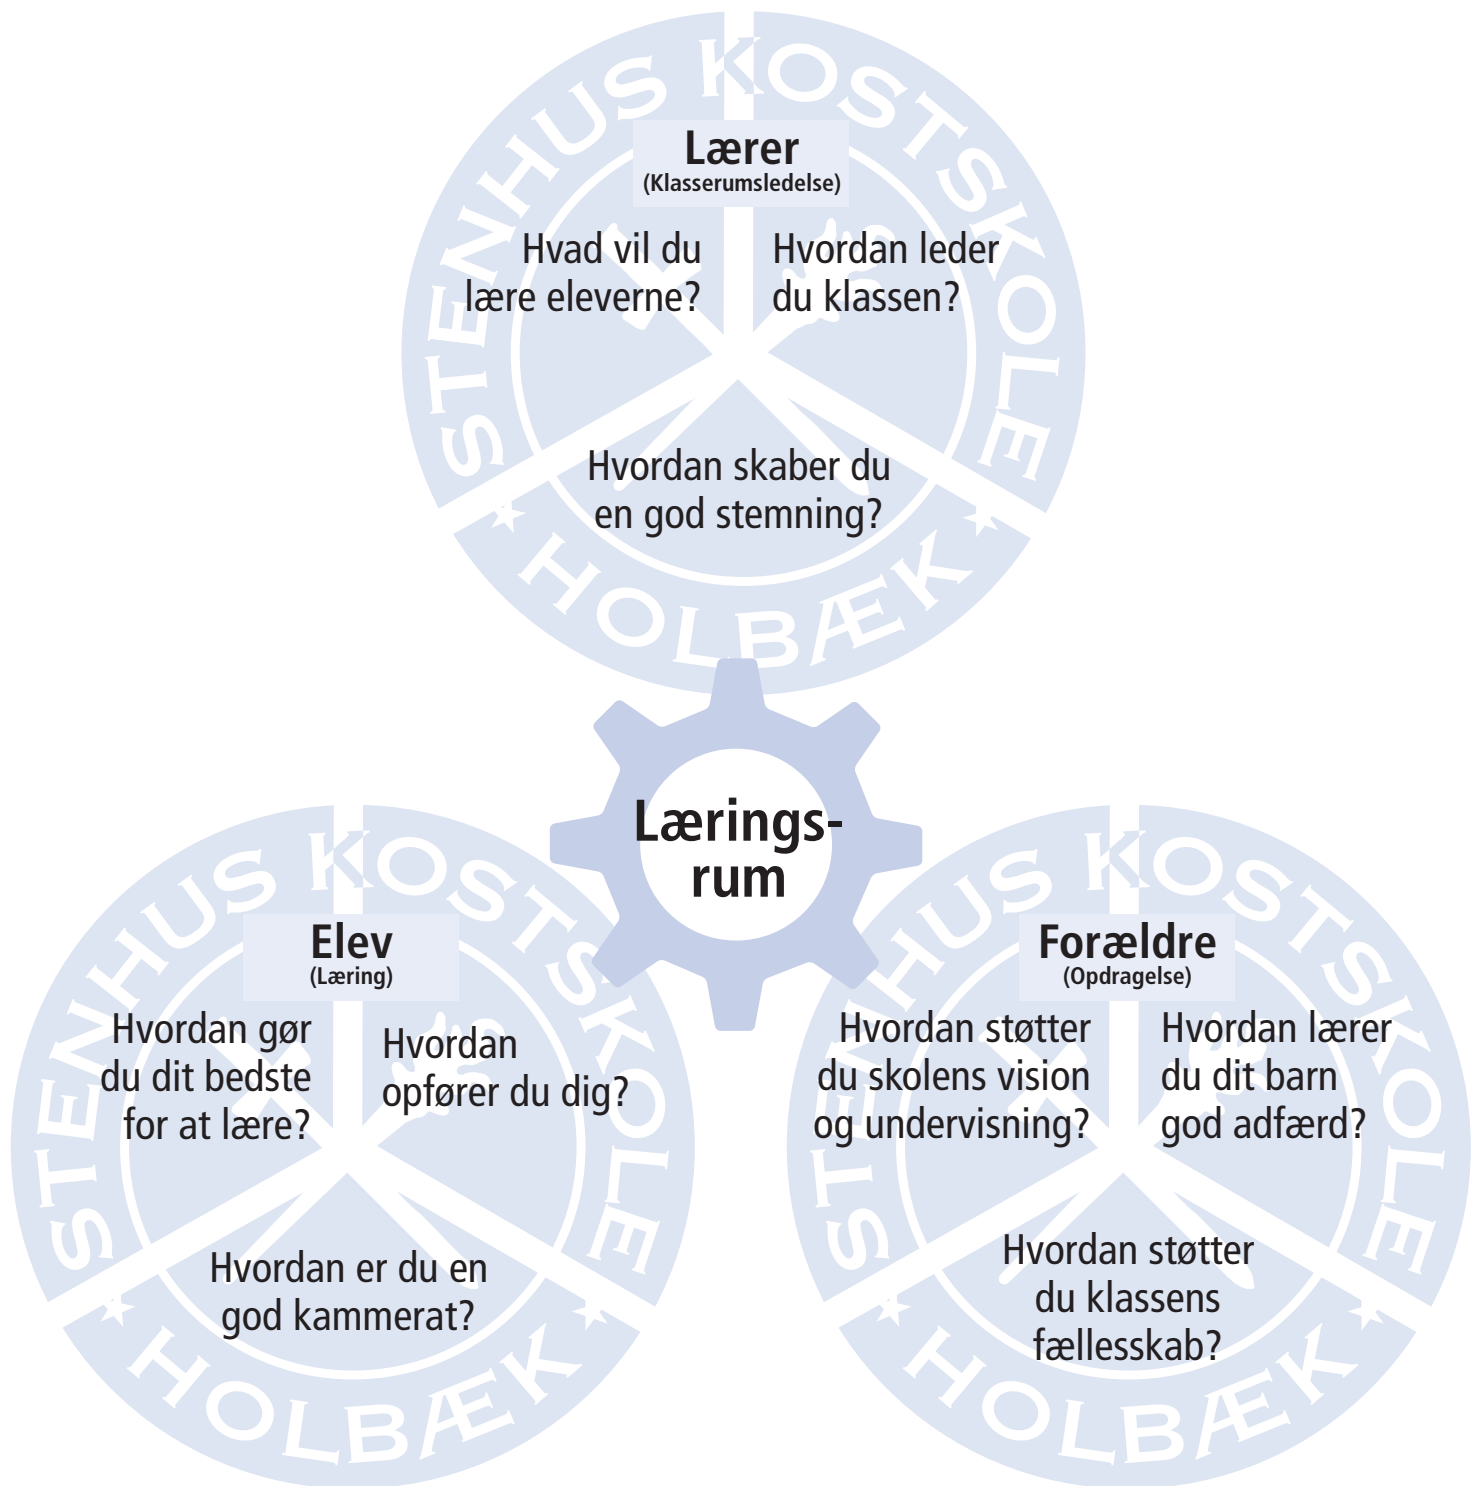 STENHUS KOSTSKOLE
Lærer
(Klasserumsledelse)
Hvad vil du
lære eleverne?
Hvordan leder
du klassen?
Hvordan skaber du
en god stemning?
HOLBÆK
Lærings-
rum
STENHUS KOSTSKOLE
Elev
(Læring)
Hvordan gør
du dit bedste
for at lære?
Hvordan
opfører du dig?
Hvordan er du en
god kammerat?
HOLBÆK
STENHUS KOSTSKOLE
Forældre
(Opdragelse)
Hvordan støtter
du skolens vision
og undervisning?
Hvordan lærer
du dit barn
god adfærd?
Hvordan støtter
du klassens
fællesskab?
HOLBÆK